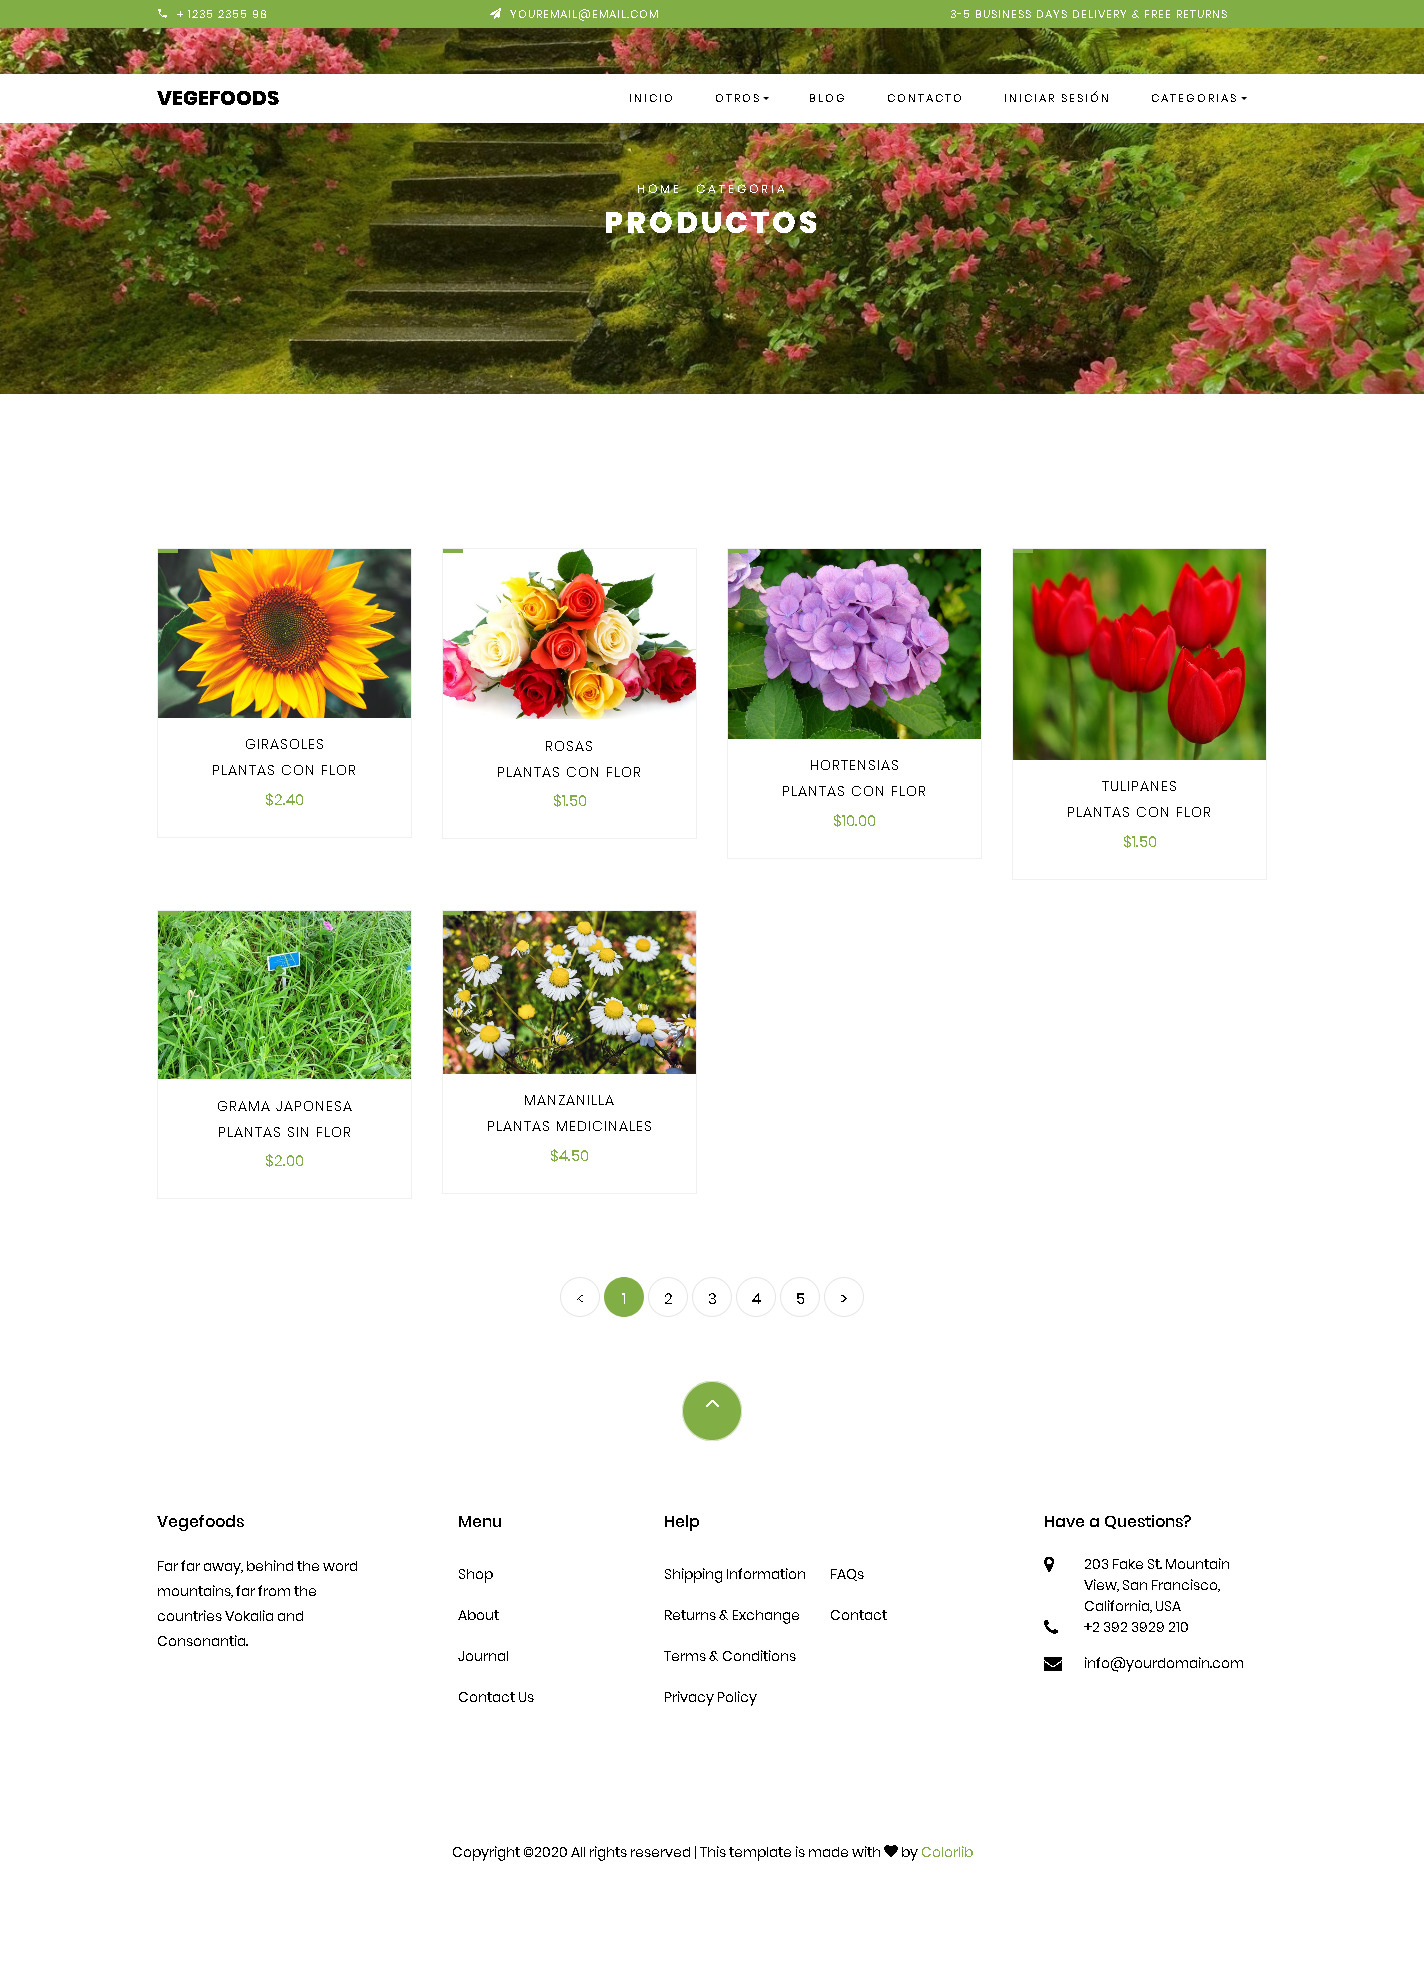 + 1235 2355 98
YOUREMAIL@EMAIL.COM
3-5 BUSINESS DAYS DELIVERY & FREE RETURNS
VEGEFOODS
INICIO
OTROS
BLOG
CONTACTO
INICIAR SESIÓN
CATEGORIAS
HOME CATEGORIA
PRODUCTOS
GIRASOLES
PLANTAS CON FLOR
$2.40
ROSAS
PLANTAS CON FLOR
$1.50
HORTENSIAS
PLANTAS CON FLOR
$10.00
TULIPANES
PLANTAS CON FLOR
$1.50
GRAMA JAPONESA
PLANTAS SIN FLOR
$2.00
MANZANILLA
PLANTAS MEDICINALES
$4.50
< 1 2 3 4 5 >
Vegefoods
Far far away, behind the word
mountains, far from the
countries Vokalia and
Consonantia.
Menu
Shop
About
Journal
Contact Us
Help
Shipping Information
Returns & Exchange
Terms & Conditions
Privacy Policy
FAQs
Contact
Have a Questions?
203 Fake St. Mountain
View, San Francisco,
California, USA
+2 392 3929 210
info@yourdomain.com
Copyright ©2020 All rights reserved | This template is made with ♥ by Colorlib